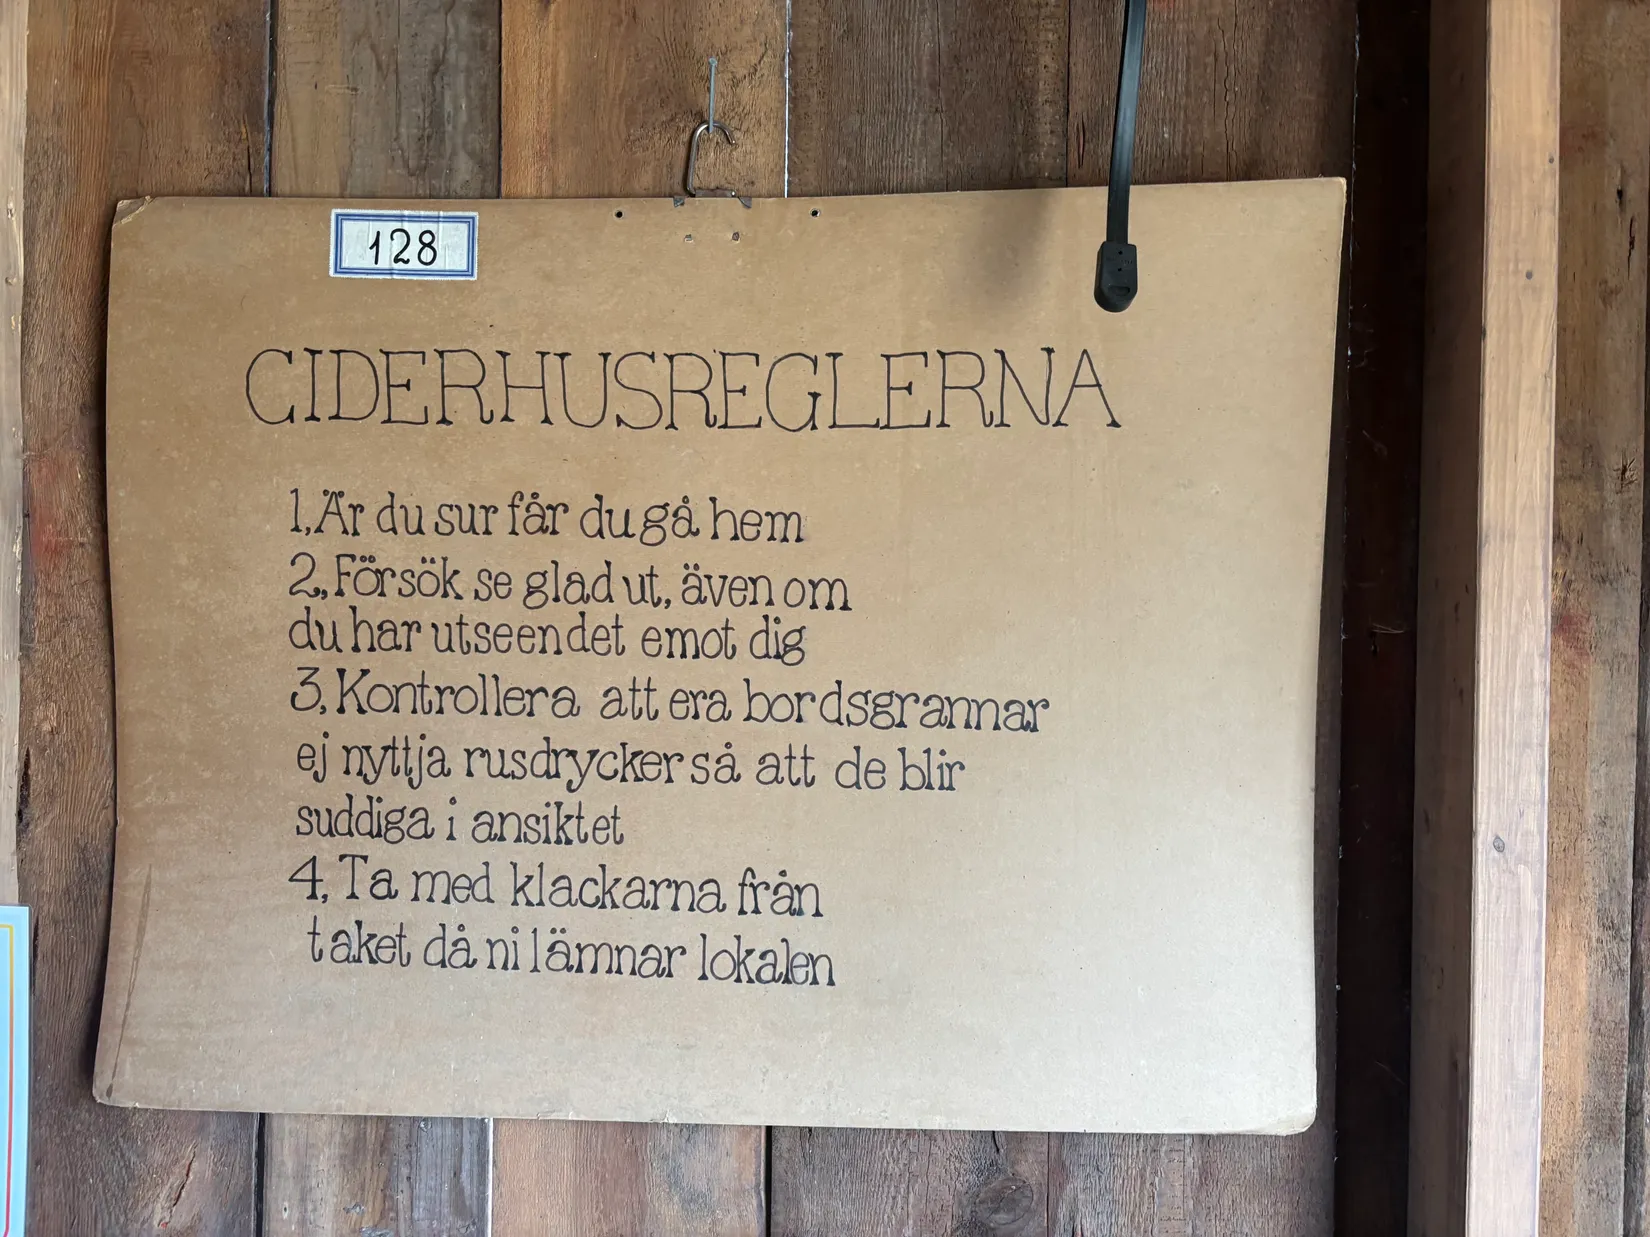 128
CIDERHUSREGLERNA
1, Är du sur får du gå hem
2, Försök se glad ut, även om
du har utseendet emot dig
3, Kontrollera att era bordsgrannar
ej nyttja rusdrycker så att de blir
suddiga i ansiktet
4, Ta med klackarna från
taket då ni lämnar lokalen